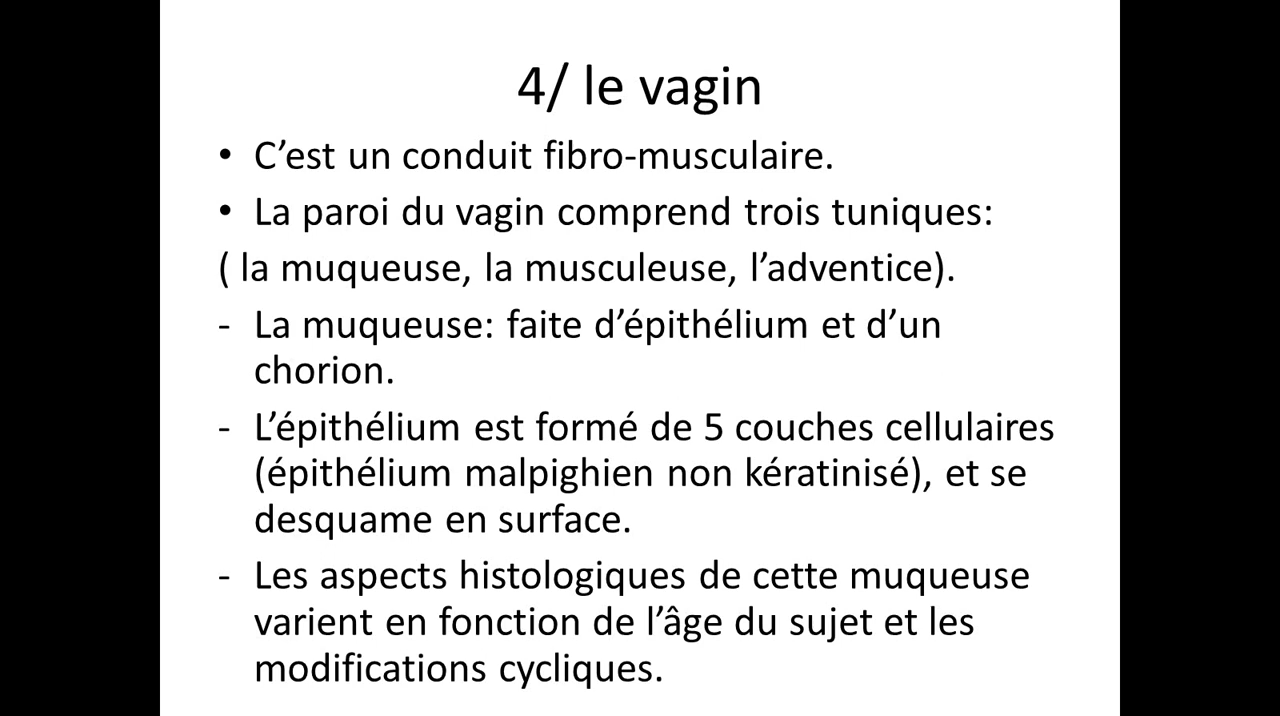 4/ le vagin
• C’est un conduit fibro-musculaire.
• La paroi du vagin comprend trois tuniques:
( la muqueuse, la musculeuse, l’adventice).
- La muqueuse: faite d’épithélium et d’un
chorion.
- L’épithélium est formé de 5 couches cellulaires
(épithélium malpighien non kératinisé), et se
desquame en surface.
- Les aspects histologiques de cette muqueuse
varient en fonction de l’âge du sujet et les
modifications cycliques.